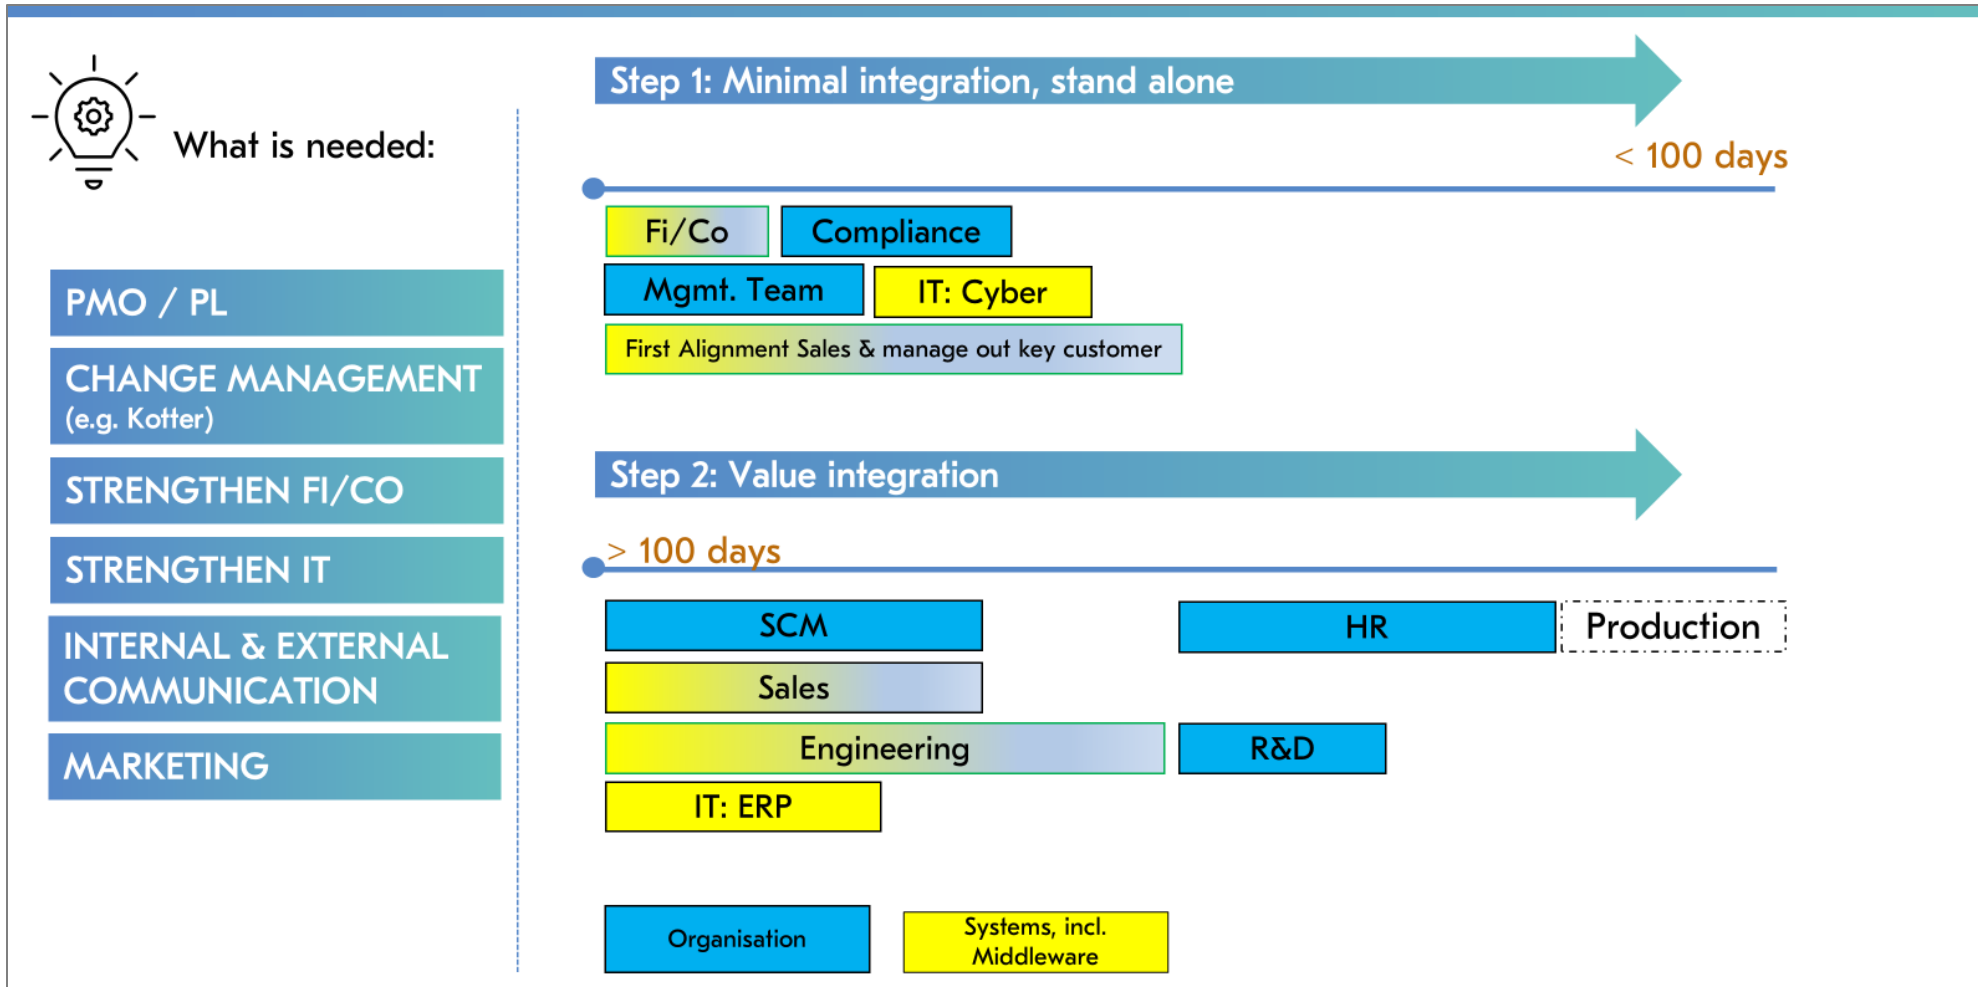 What is needed:
PMO / PL
CHANGE MANAGEMENT
(e.g. Kotter)
STRENGTHEN FI/CO
STRENGTHEN IT
INTERNAL & EXTERNAL
COMMUNICATION
MARKETING
Step 1: Minimal integration, stand alone
< 100 days
Fi/Co
Compliance
Mgmt. Team
IT: Cyber
First Alignment Sales & manage out key customer
Step 2: Value integration
> 100 days
SCM
HR
Production
Sales
Engineering
R&D
IT: ERP
Organisation
Systems, incl.
Middleware